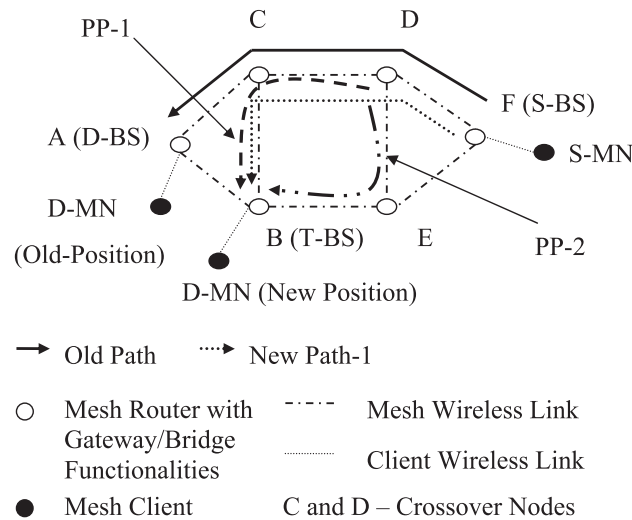 C D
PP-1
F (S-BS)
A (D-BS)
S-MN
D-MN
(Old-Position)
B (T-BS) E
PP-2
D-MN (New Position)
Old Path New Path-1
Mesh Router with Gateway/Bridge Functionalities
Mesh Wireless Link
Client Wireless Link
Mesh Client
C and D – Crossover Nodes